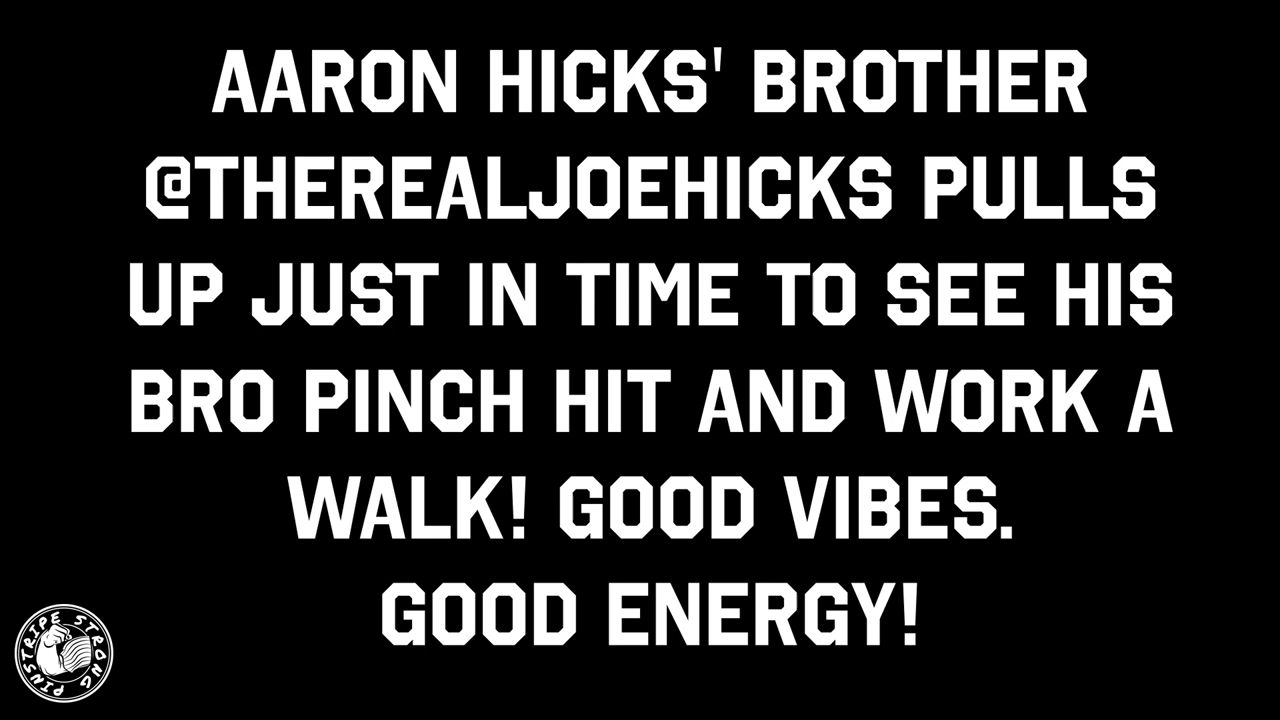 AARON HICKS' BROTHER
@THEREALJOEHICKS PULLS
UP JUST IN TIME TO SEE HIS
BRO PINCH HIT AND WORK A
WALK! GOOD VIBES.
GOOD ENERGY!
PINSTRIPE STRONG